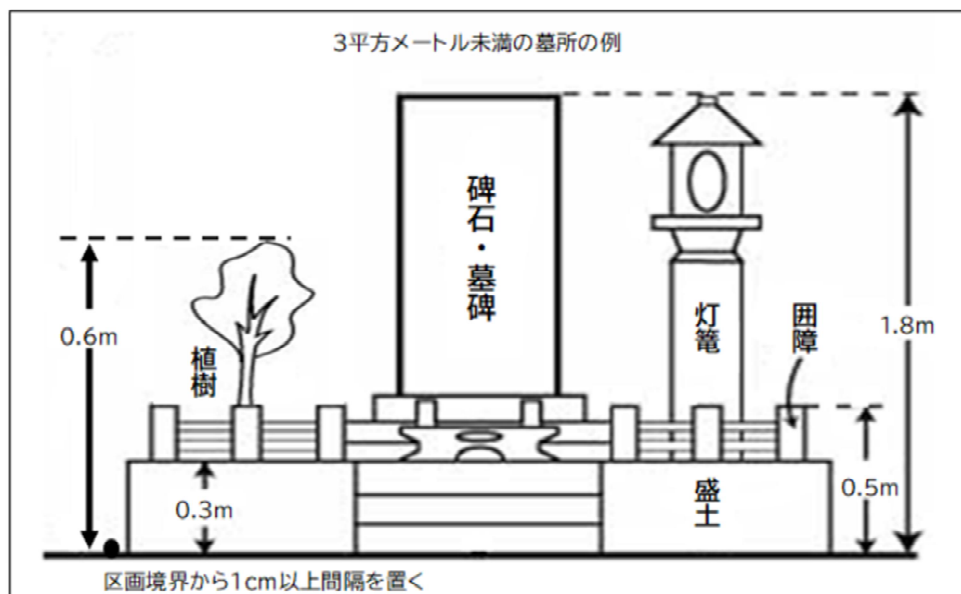 3平方メートル未満の墓所の例
碑石・墓碑
灯篭
囲障
1.8m
0.6m
植樹
0.3m
盛土
0.5m
区画境界から1cm以上間隔を置く